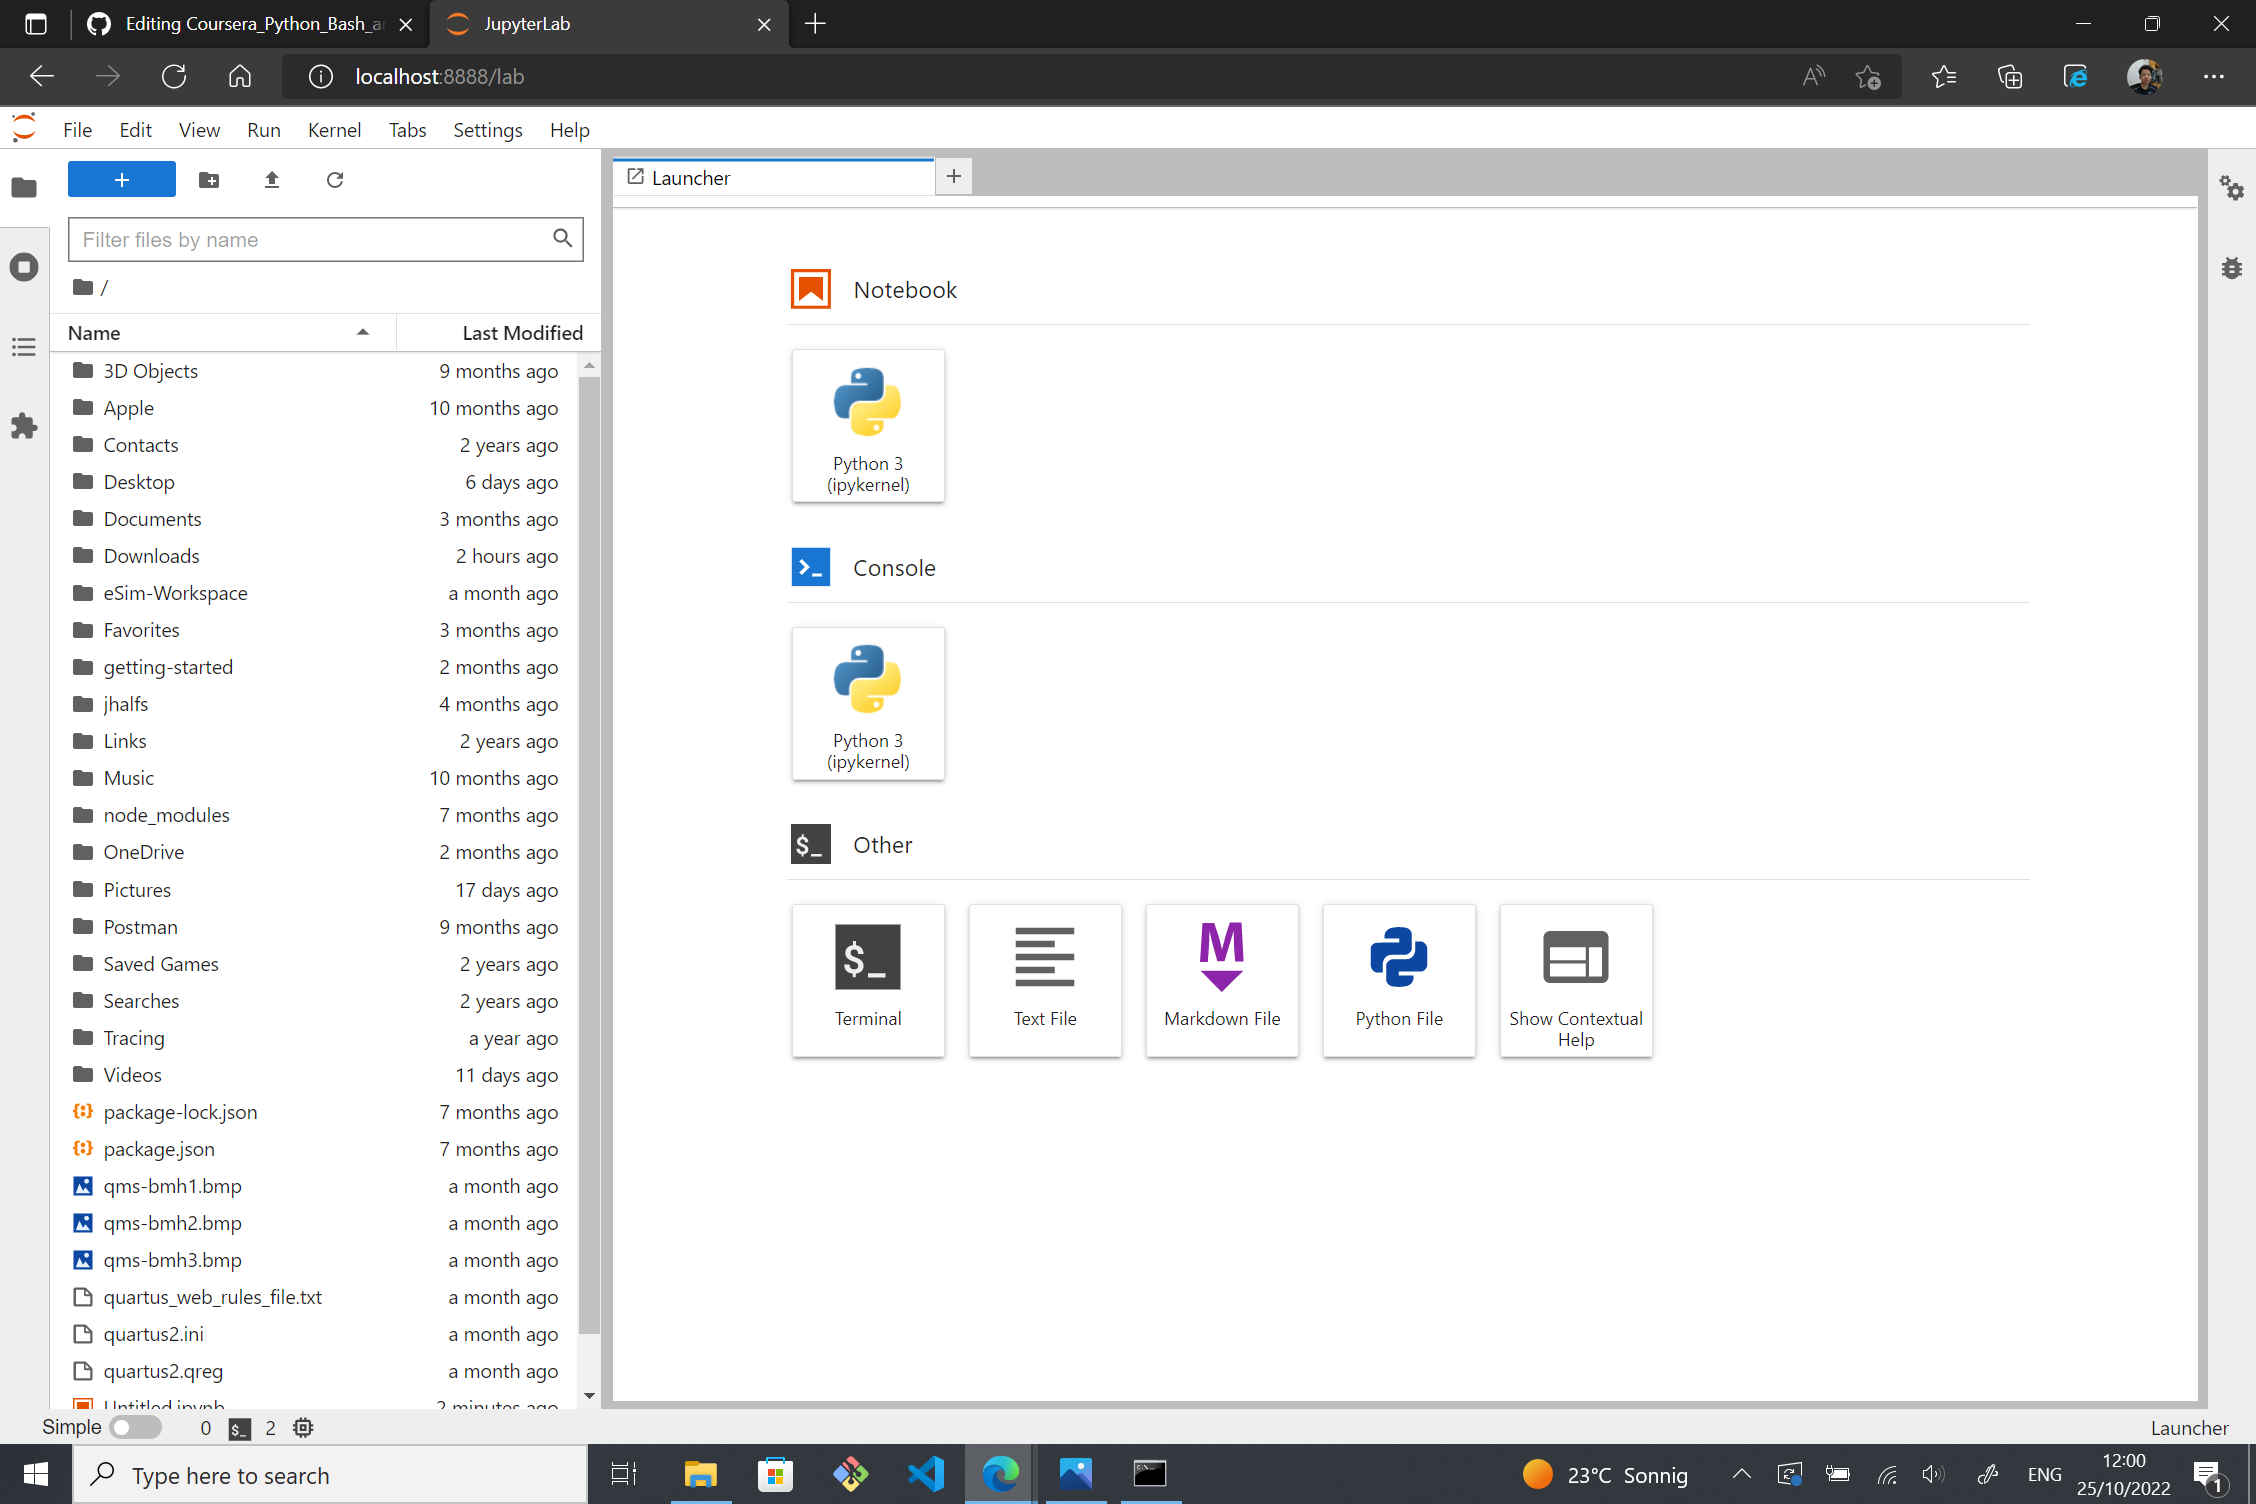 Editing Coursera_Python_Bash_a
JupyterLab
localhost:8888/lab
File Edit View Run Kernel Tabs Settings Help
Filter files by name
/
Name Last Modified
3D Objects 9 months ago
Apple 10 months ago
Contacts 2 years ago
Desktop 6 days ago
Documents 3 months ago
Downloads 2 hours ago
eSim-Workspace a month ago
Favorites 3 months ago
getting-started 2 months ago
jhalfs 4 months ago
Links 2 years ago
Music 10 months ago
node_modules 7 months ago
OneDrive 2 months ago
Pictures 17 days ago
Postman 9 months ago
Saved Games 2 years ago
Searches 2 years ago
Tracing a year ago
Videos 11 days ago
package-lock.json 7 months ago
package.json 7 months ago
qms-bmh1.bmp a month ago
qms-bmh2.bmp a month ago
qms-bmh3.bmp a month ago
quartus_web_rules_file.txt a month ago
quartus2.ini a month ago
quartus2.qreg a month ago
Untitled.ipynb 2 minutes ago
Simple 0 $_ 2
Launcher
Notebook
Python 3
(ipykernel)
Console
Python 3
(ipykernel)
$_ Other
$_
Terminal
Text File
M
Markdown File
Python File
Show Contextual
Help
Launcher
Type here to search
23°C Sonnig
ENG
12:00
25/10/2022
1